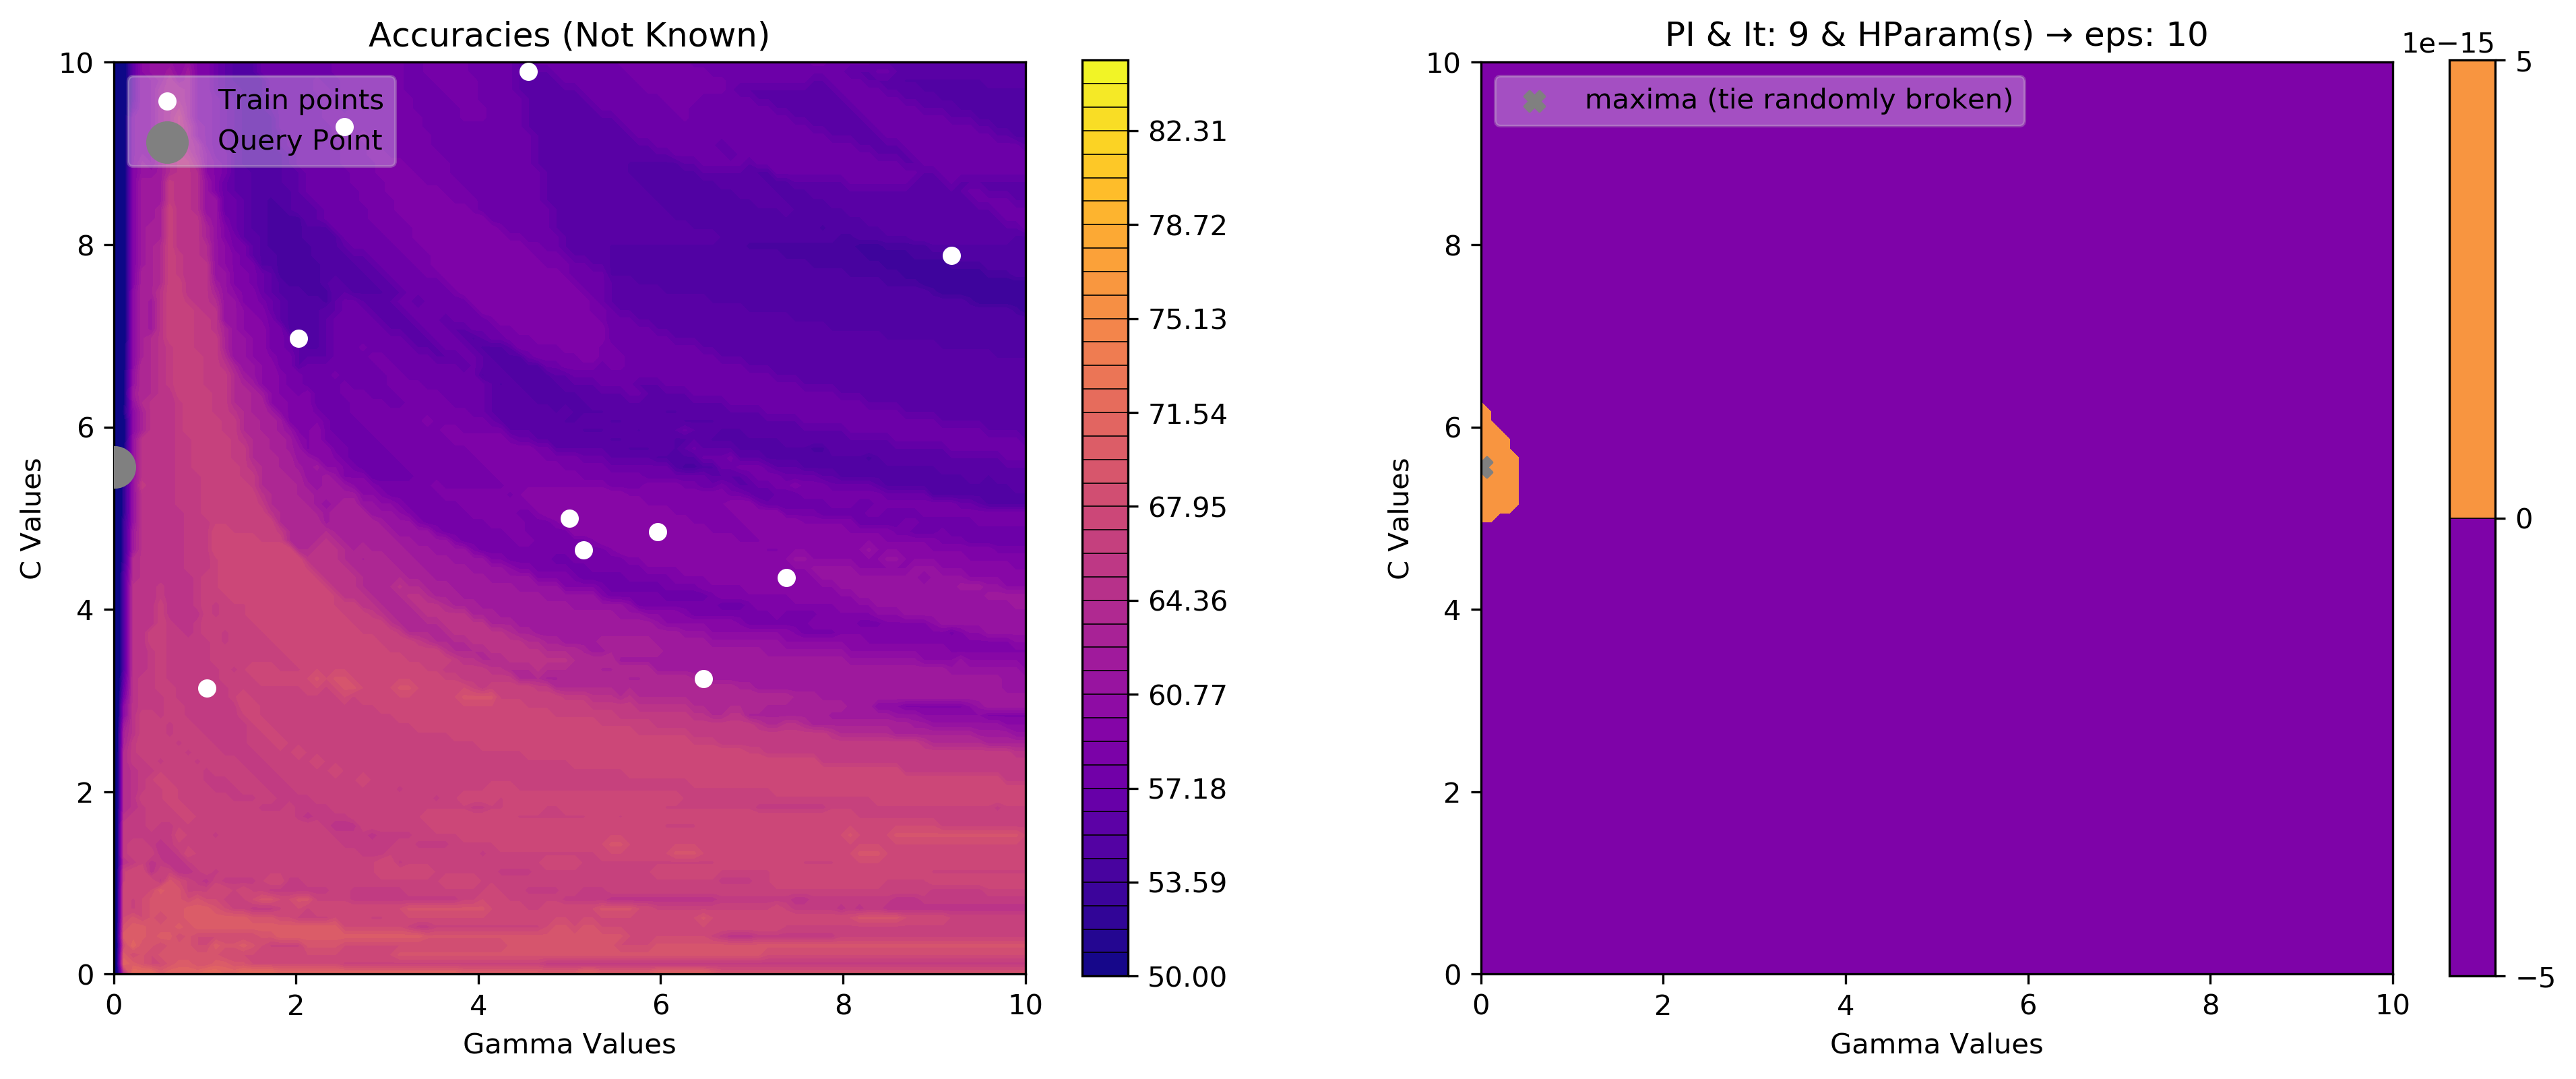 Accuracies (Not Known)
10
8
6
4
2
0
C Values
Train points
Query Point
0 2 4 6 8 10
Gamma Values
82.31
78.72
75.13
71.54
67.95
64.36
60.77
57.18
53.59
50.00
PI & It: 9 & HParam(s) → eps: 10
10
8
6
4
2
0
C Values
maxima (tie randomly broken)
0 2 4 6 8 10
Gamma Values
1e−15
5
0
−5